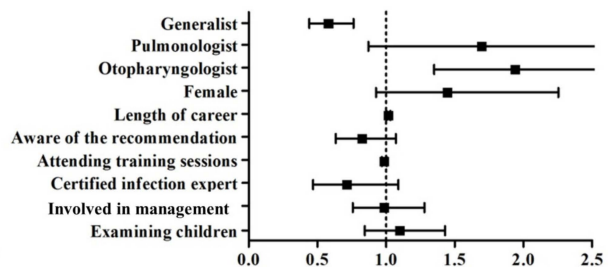 Generalist
Pulmonologist
Otopharyngologist
Female
Length of career
Aware of the recommendation
Attending training sessions
Certified infection expert
Involved in management
Examining children
0.0 0.5 1.0 1.5 2.0 2.5